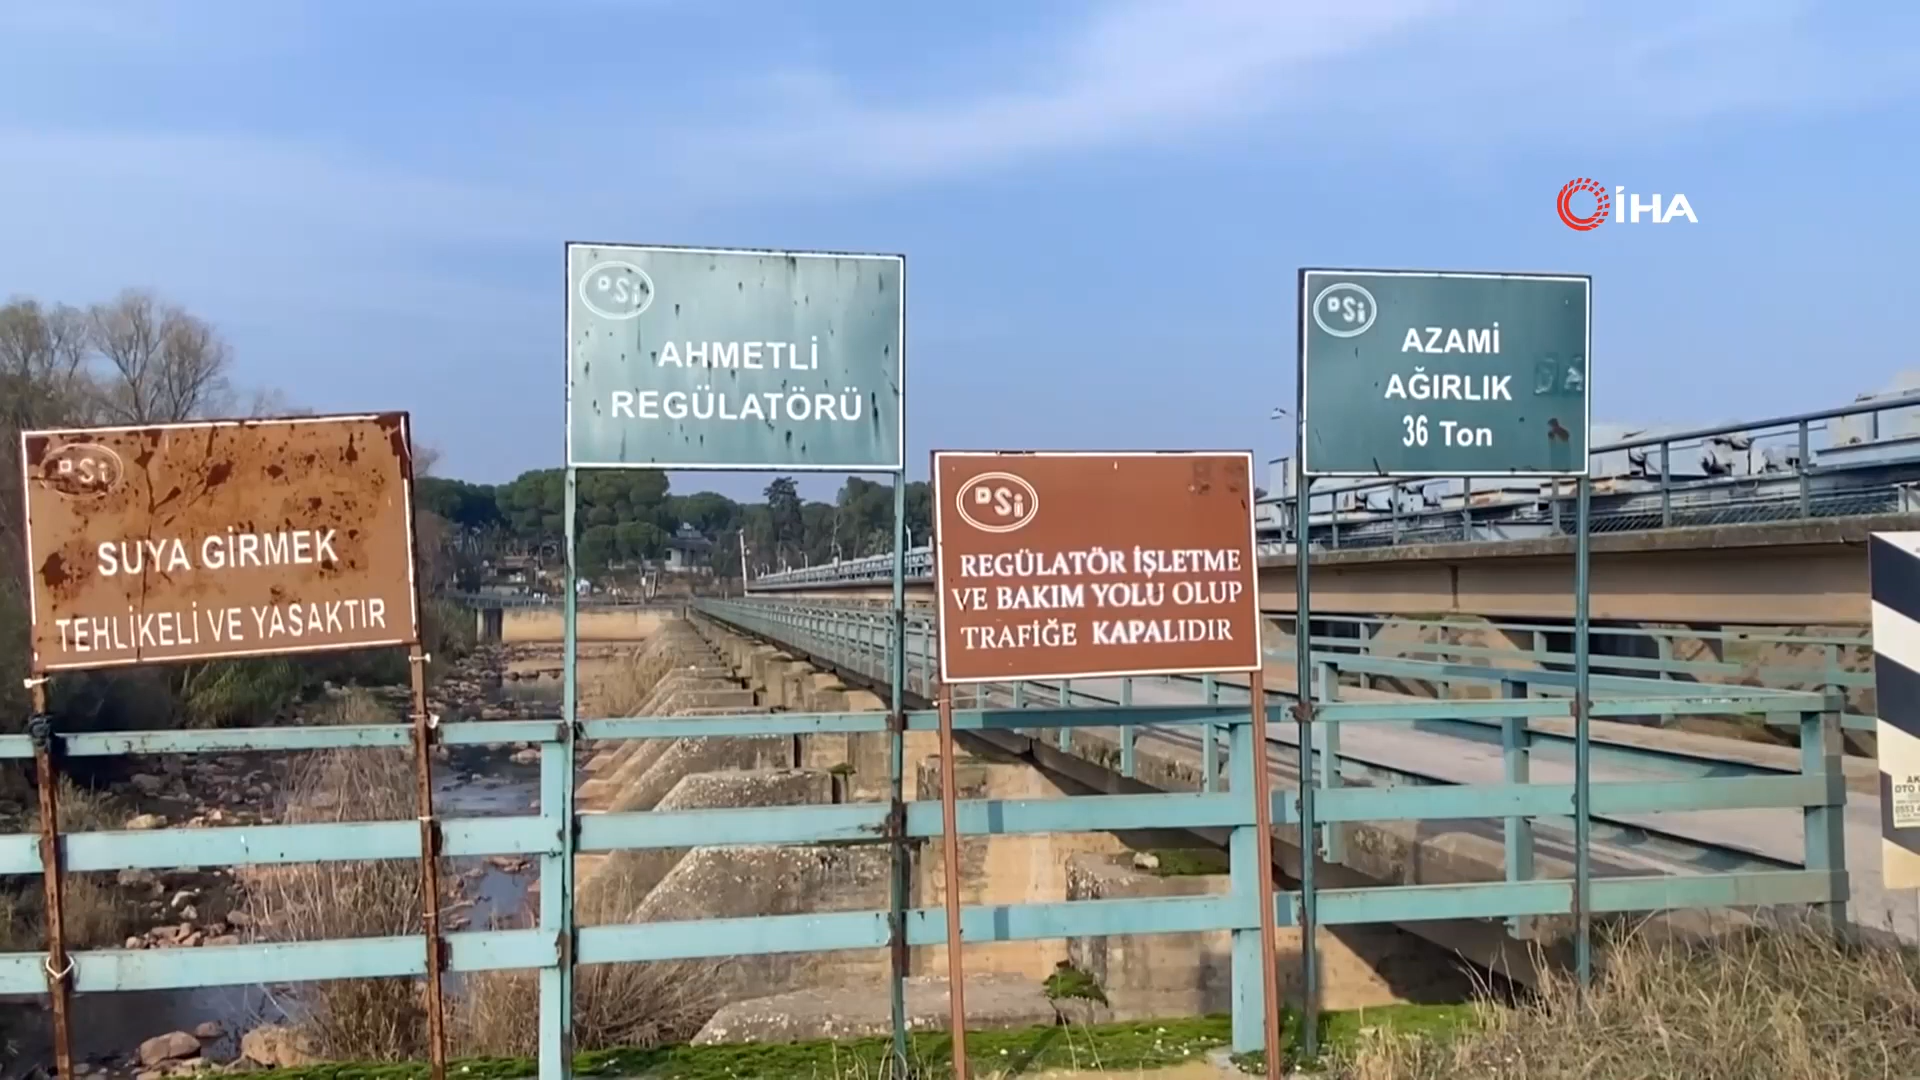 İHA
DSi
AHMETLİ
REGÜLATÖRÜ
DSi
AZAMİ
AĞIRLIK
36 Ton
DSi
SUYA GİRMEK
TEHLİKELİ VE YASAKTIR
DSi
REGÜLATÖR İŞLETME
VE BAKIM YOLU OLUP
TRAFİĞE KAPALIDIR